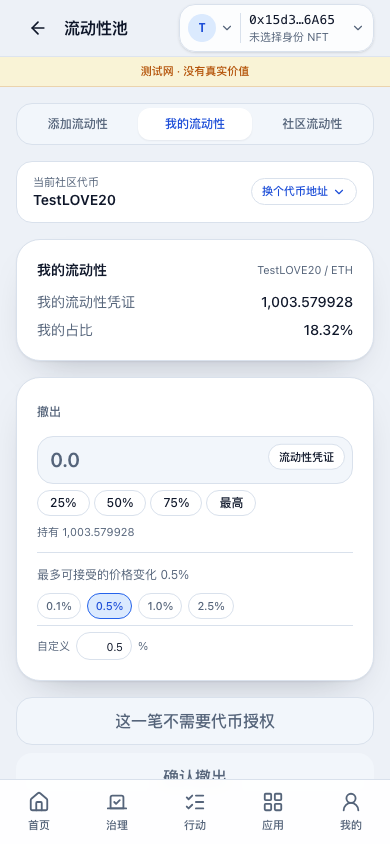 流动性池
T
0x15d3…6A65
未选择身份 NFT
测试网 · 没有真实价值
添加流动性
我的流动性
社区流动性
当前社区代币
TestLOVE20
换个代币地址
我的流动性
TestLOVE20 / ETH
我的流动性凭证
1,003.579928
我的占比
18.32%
撤出
0.0
流动性凭证
25%
50%
75%
最高
持有 1,003.579928
最多可接受的价格变化 0.5%
0.1%
0.5%
1.0%
2.5%
自定义
0.5
%
这一笔不需要代币授权
确认撤出
首页
治理
行动
应用
我的